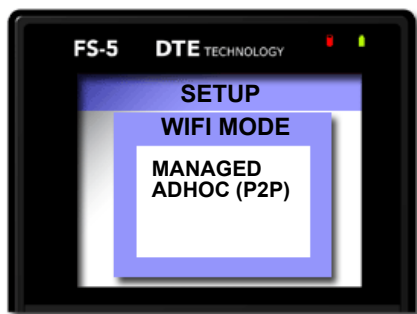 FS-5 DTE TECHNOLOGY
SETUP
WIFI MODE
MANAGED
ADHOC (P2P)